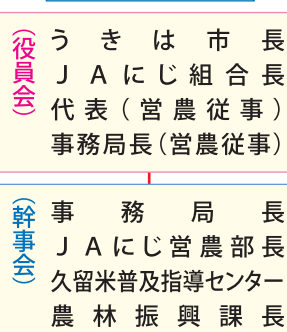 (役員会)
うきは市長
JAにじ組合長
代表(営農従事)
事務局長(営農従事)
(幹事会)
事務局長
JAにじ営農部長
久留米普及指導センター
農林振興課長